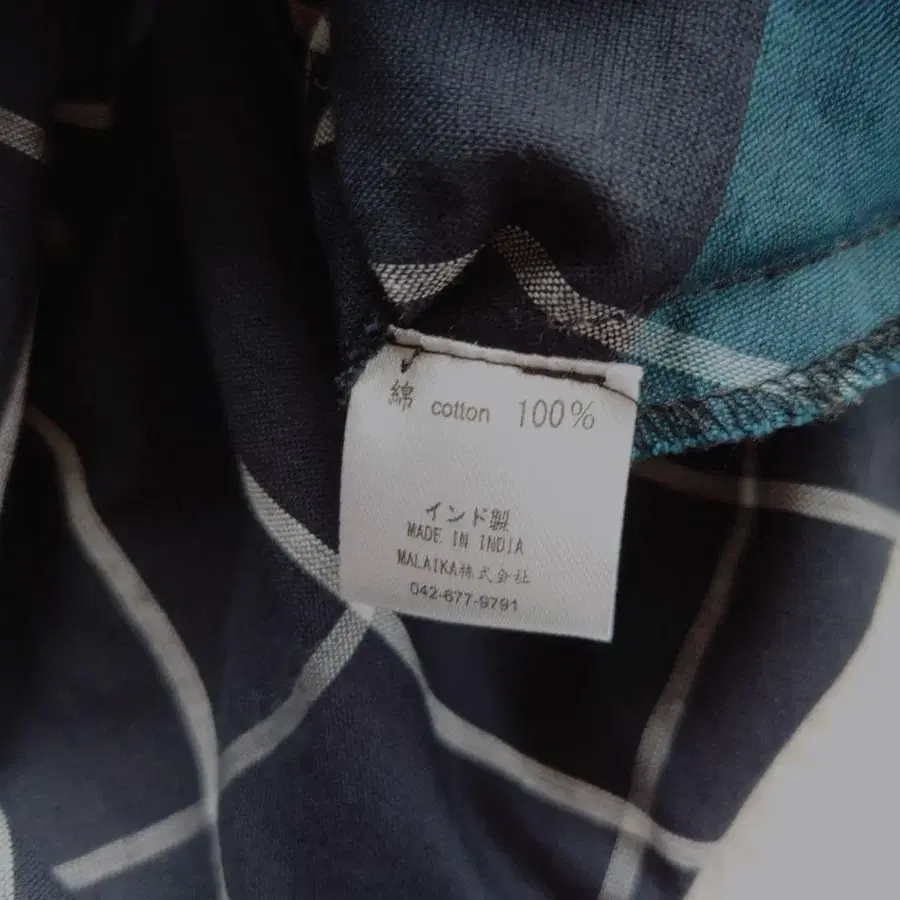 綿 cotton 100%
インド製
MADE IN INDIA
MALAIKA株式会社
042-677-9791